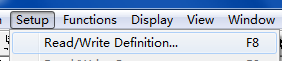 Setup Functions Display View Window
Read/Write Definition... F8